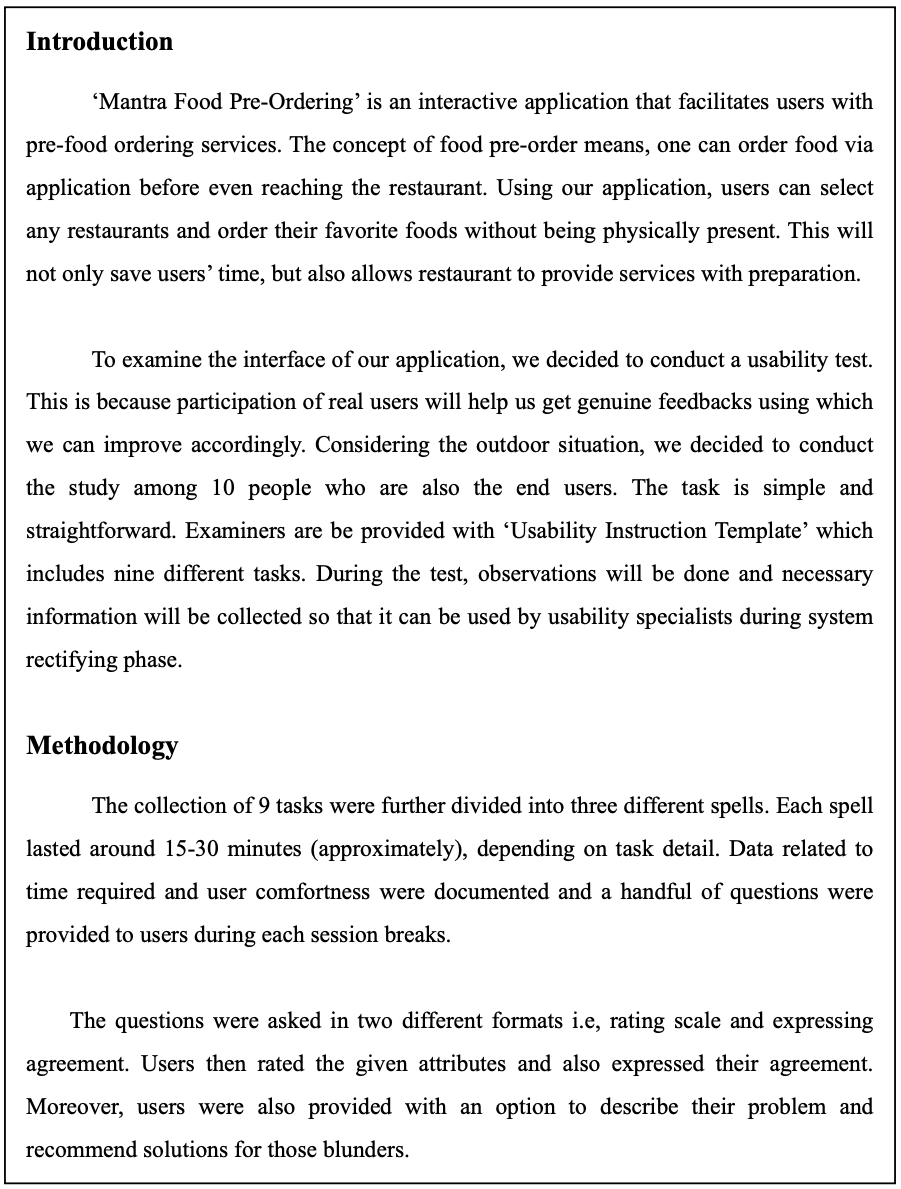 Introduction
‘Mantra Food Pre-Ordering’ is an interactive application that facilitates users with
pre-food ordering services. The concept of food pre-order means, one can order food via
application before even reaching the restaurant. Using our application, users can select
any restaurants and order their favorite foods without being physically present. This will
not only save users’ time, but also allows restaurant to provide services with preparation.
To examine the interface of our application, we decided to conduct a usability test.
This is because participation of real users will help us get genuine feedbacks using which
we can improve accordingly. Considering the outdoor situation, we decided to conduct
the study among 10 people who are also the end users. The task is simple and
straightforward. Examiners are be provided with ‘Usability Instruction Template’ which
includes nine different tasks. During the test, observations will be done and necessary
information will be collected so that it can be used by usability specialists during system
rectifying phase.
Methodology
The collection of 9 tasks were further divided into three different spells. Each spell
lasted around 15-30 minutes (approximately), depending on task detail. Data related to
time required and user comfortness were documented and a handful of questions were
provided to users during each session breaks.
The questions were asked in two different formats i.e, rating scale and expressing
agreement. Users then rated the given attributes and also expressed their agreement.
Moreover, users were also provided with an option to describe their problem and
recommend solutions for those blunders.